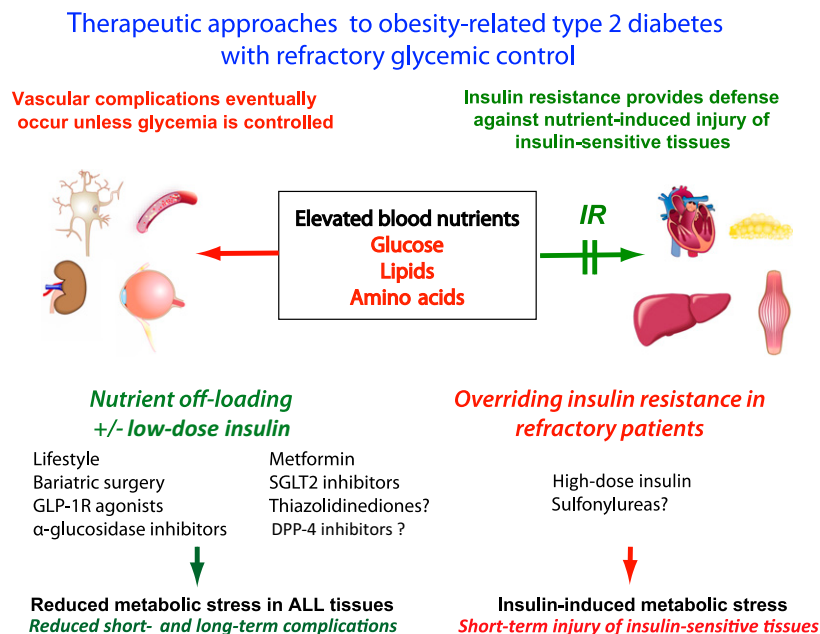 Therapeutic approaches to obesity-related type 2 diabetes
with refractory glycemic control
Vascular complications eventually
occur unless glycemia is controlled
Insulin resistance provides defense
against nutrient-induced injury of
insulin-sensitive tissues
Elevated blood nutrients
Glucose
Lipids
Amino acids
IR
Nutrient off-loading
+/- low-dose insulin
Lifestyle
Bariatric surgery
GLP-1R agonists
α-glucosidase inhibitors
Metformin
SGLT2 inhibitors
Thiazolidinediones?
DPP-4 inhibitors ?
Reduced metabolic stress in ALL tissues
Reduced short- and long-term complications
Overriding insulin resistance in
refractory patients
High-dose insulin
Sulfonylureas?
Insulin-induced metabolic stress
Short-term injury of insulin-sensitive tissues